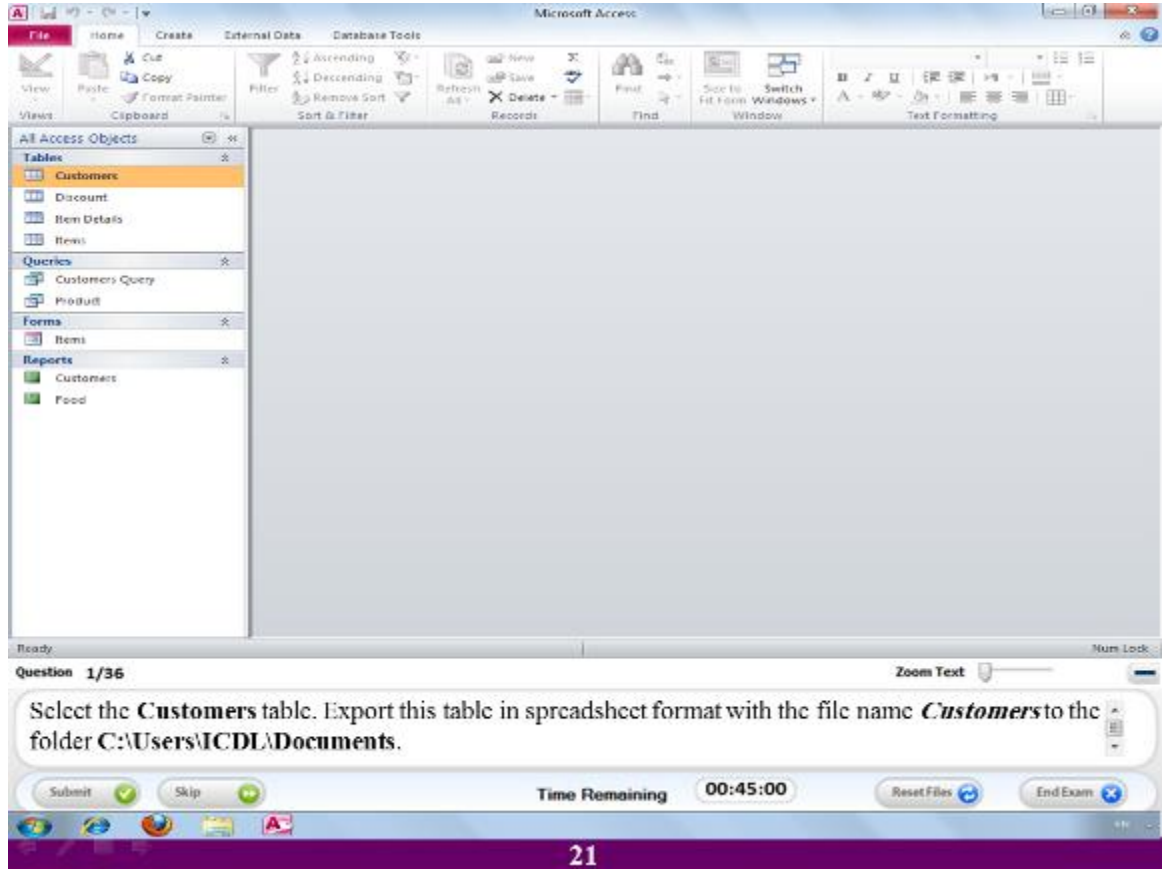 Microsoft Access
File Home Create External Data Database Tools
View Paste Cut Copy Format Painter
Filter Ascending Descending Remove Sort
Refresh All New Save Delete
Find Size to Fit Form Switch Windows
Views Clipboard Sort & Filter Records Find Window Text Formatting
All Access Objects
Tables
Customers
Discount
Item Details
Items
Queries
Customers Query
Product
Forms
Items
Reports
Customers
Food
Ready Num Lock
Question 1/36 Zoom Text
Select the Customers table. Export this table in spreadsheet format with the file name Customers to the
folder C:\Users\ICDL\Documents.
Submit Skip Time Remaining 00:45:00 Reset Files End Exam
21